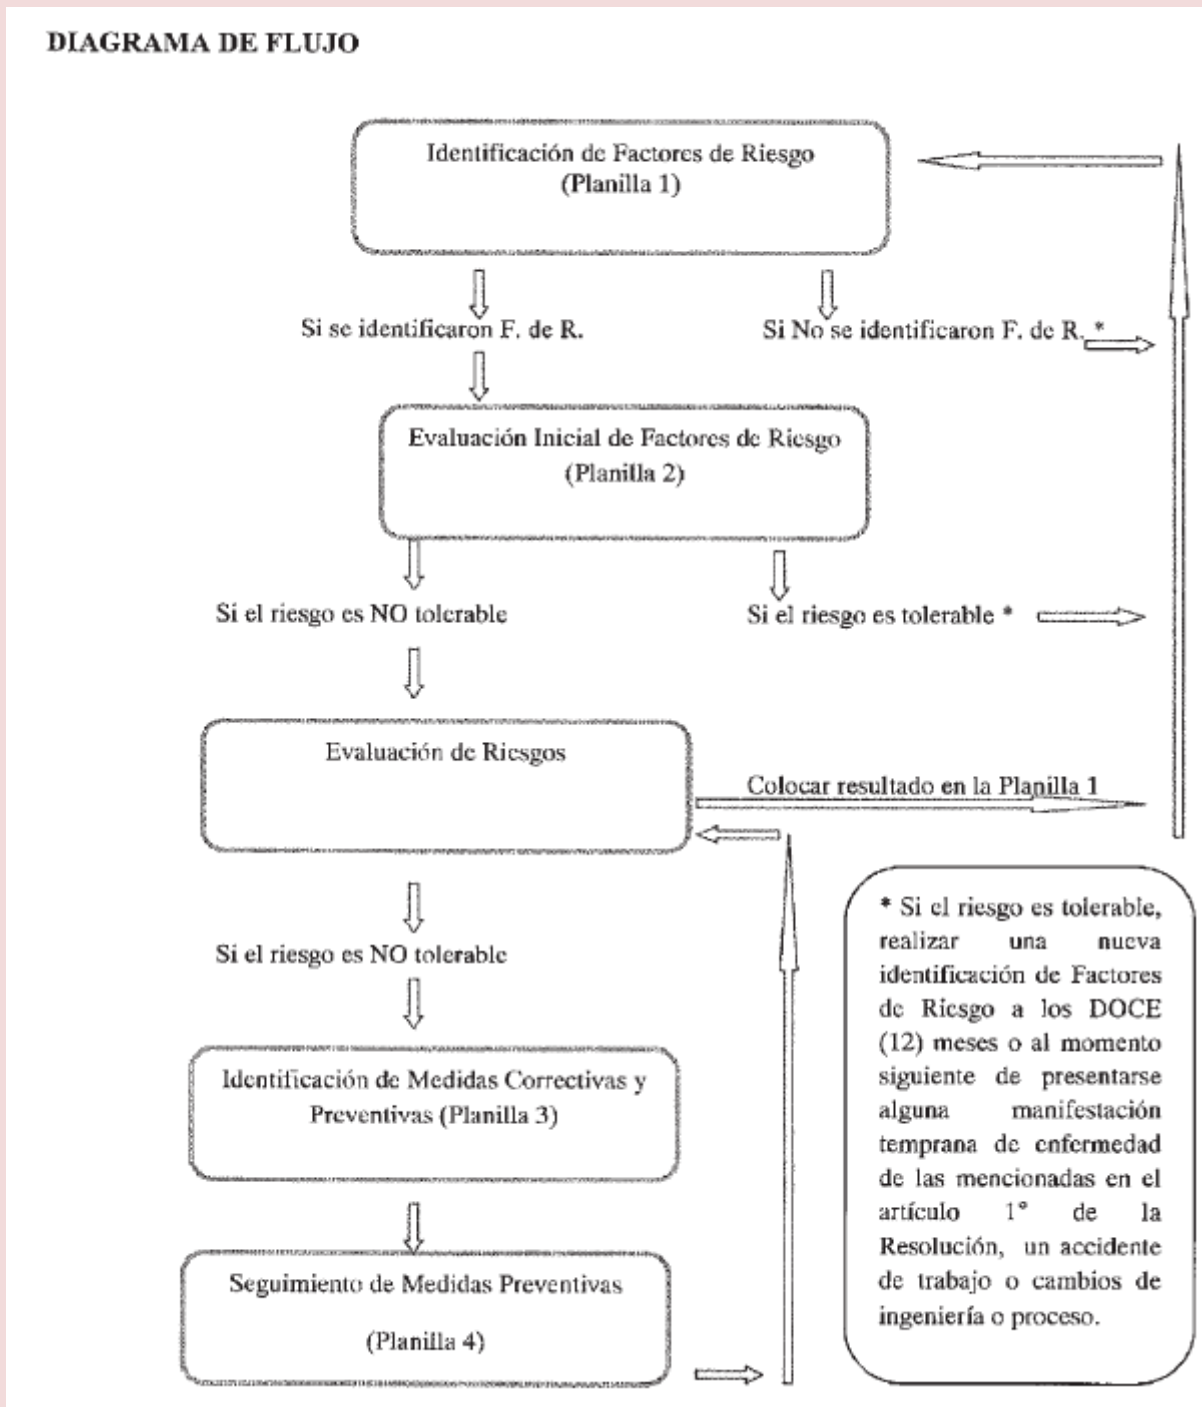 DIAGRAMA DE FLUJO
Identificación de Factores de Riesgo
(Planilla 1)
Si se identificaron F. de R.
Si No se identificaron F. de R. *
Evaluación Inicial de Factores de Riesgo
(Planilla 2)
Si el riesgo es NO tolerable
Si el riesgo es tolerable *
Evaluación de Riesgos
Colocar resultado en la Planilla 1
Si el riesgo es NO tolerable
Identificación de Medidas Correctivas y
Preventivas (Planilla 3)
Seguimiento de Medidas Preventivas
(Planilla 4)
* Si el riesgo es tolerable,
realizar una nueva
identificación de Factores
de Riesgo a los DOCE
(12) meses o al momento
siguiente de presentarse
alguna manifestación
temprana de enfermedad
de las mencionadas en el
artículo 1° de la
Resolución, un accidente
de trabajo o cambios de
ingeniería o proceso.